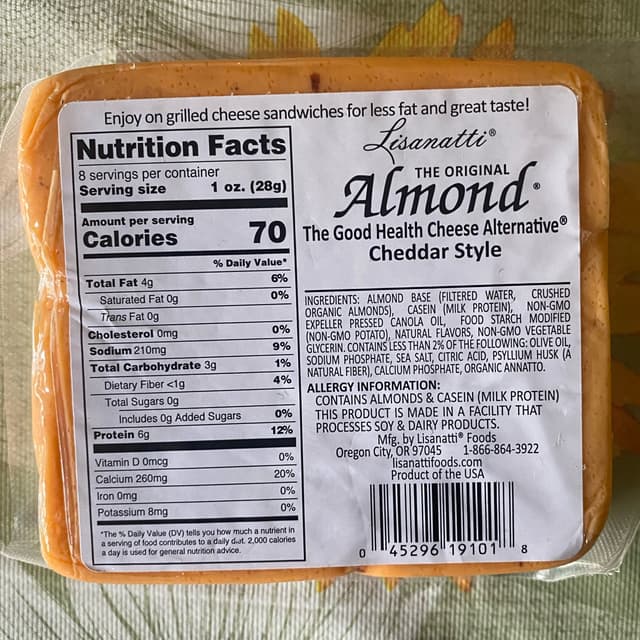 Enjoy on grilled cheese sandwiches for less fat and great taste!
Nutrition Facts
8 servings per container
Serving size 1 oz. (28g)
Amount per serving
Calories 70
% Daily Value*
Total Fat 4g 6%
Saturated Fat 0g 0%
Trans Fat 0g
Cholesterol 0mg 0%
Sodium 210mg 9%
Total Carbohydrate 3g 1%
Dietary Fiber <1g 4%
Total Sugars 0g
Includes 0g Added Sugars 0%
Protein 6g 12%
Vitamin D 0mcg 0%
Calcium 260mg 20%
Iron 0mg 0%
Potassium 8mg 0%
*The % Daily Value (DV) tells you how much a nutrient in
a serving of food contributes to a daily diet. 2,000 calories
a day is used for general nutrition advice.
Lisanatti®
THE ORIGINAL
Almond®
The Good Health Cheese Alternative®
Cheddar Style
INGREDIENTS: ALMOND BASE (FILTERED WATER, CRUSHED
ORGANIC ALMONDS), CASEIN (MILK PROTEIN), NON-GMO
EXPELLER PRESSED CANOLA OIL, FOOD STARCH MODIFIED
(NON-GMO POTATO), NATURAL FLAVORS, NON-GMO VEGETABLE
GLYCERIN. CONTAINS LESS THAN 2% OF THE FOLLOWING: OLIVE OIL,
SODIUM PHOSPHATE, SEA SALT, CITRIC ACID, PSYLLIUM HUSK (A
NATURAL FIBER), CALCIUM PHOSPHATE, ORGANIC ANNATTO.
ALLERGY INFORMATION:
CONTAINS ALMONDS & CASEIN (MILK PROTEIN)
THIS PRODUCT IS MADE IN A FACILITY THAT
PROCESSES SOY & DAIRY PRODUCTS.
Mfg. by Lisanatti® Foods
Oregon City, OR 97045 1-866-864-3922
lisanattifoods.com
Product of the USA
0 45296 19101 8